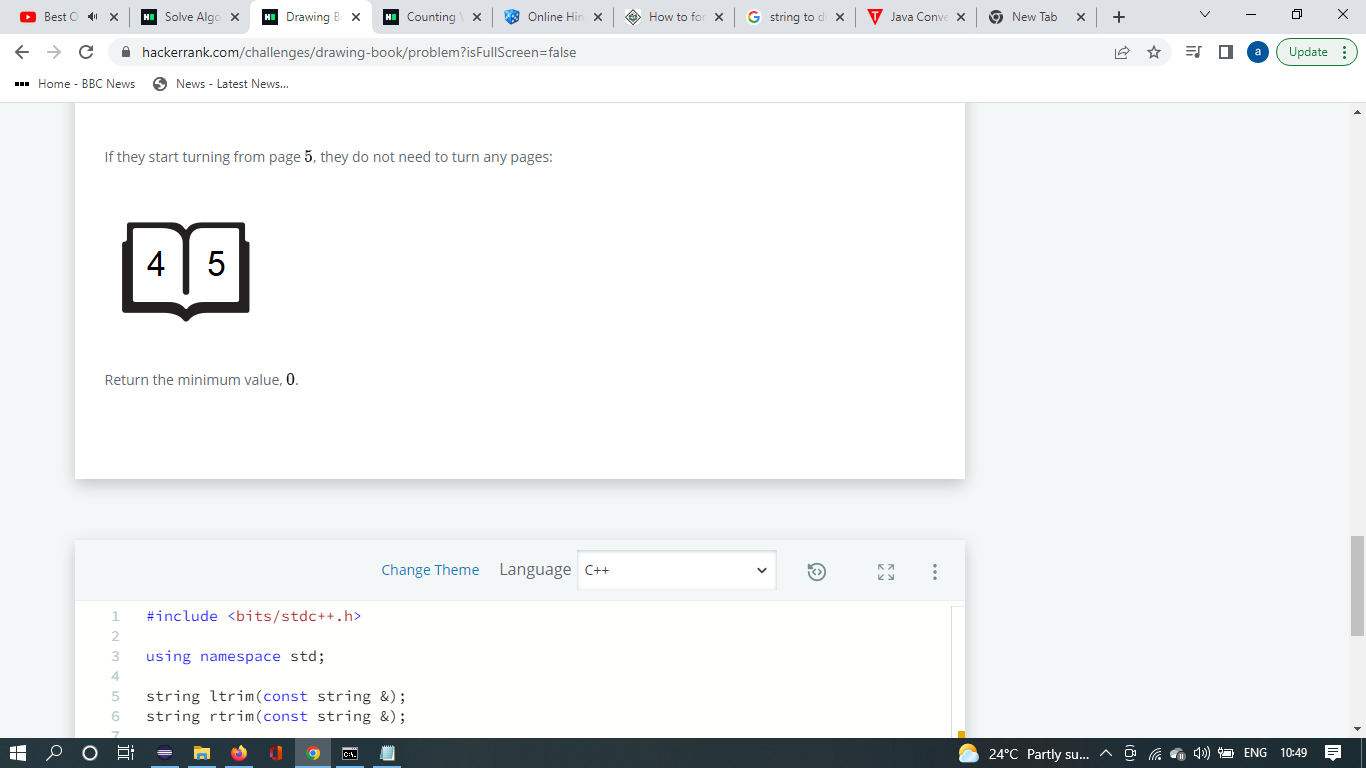 Best O
Solve Algo
Drawing B
Counting
Online Hin
How to for
string to d
Java Conve
New Tab
hackerrank.com/challenges/drawing-book/problem?isFullScreen=false
a
Update
Home - BBC News
News - Latest News...
If they start turning from page 5, they do not need to turn any pages:
4 5
Return the minimum value, 0.
Change Theme Language C++
1 #include <bits/stdc++.h>
2
3 using namespace std;
4
5 string ltrim(const string &);
6 string rtrim(const string &);
7
24°C Partly su... ENG 10:49